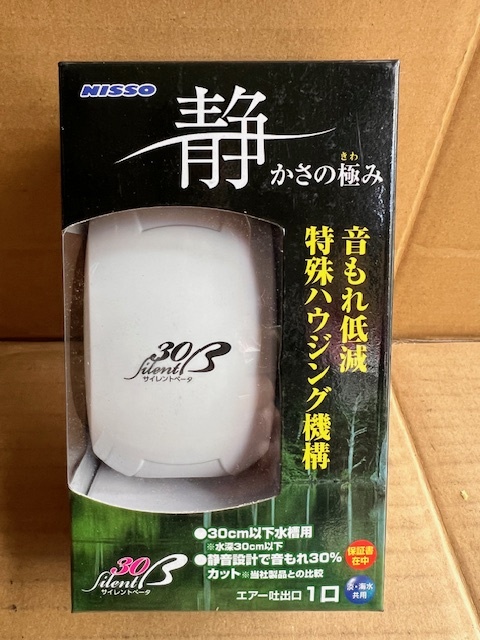 NISSO
静
かさの極み
きわ
音もれ低減
特殊ハウジング機構
30
Silent β
サイレントベータ
●30cm以下水槽用
※水深30cm以下
●静音設計で音もれ30%
カット※当社製品との比較
保証書
在中
淡・海水
共用
エアー吐出口 1口
30
Silent β
サイレントベータ